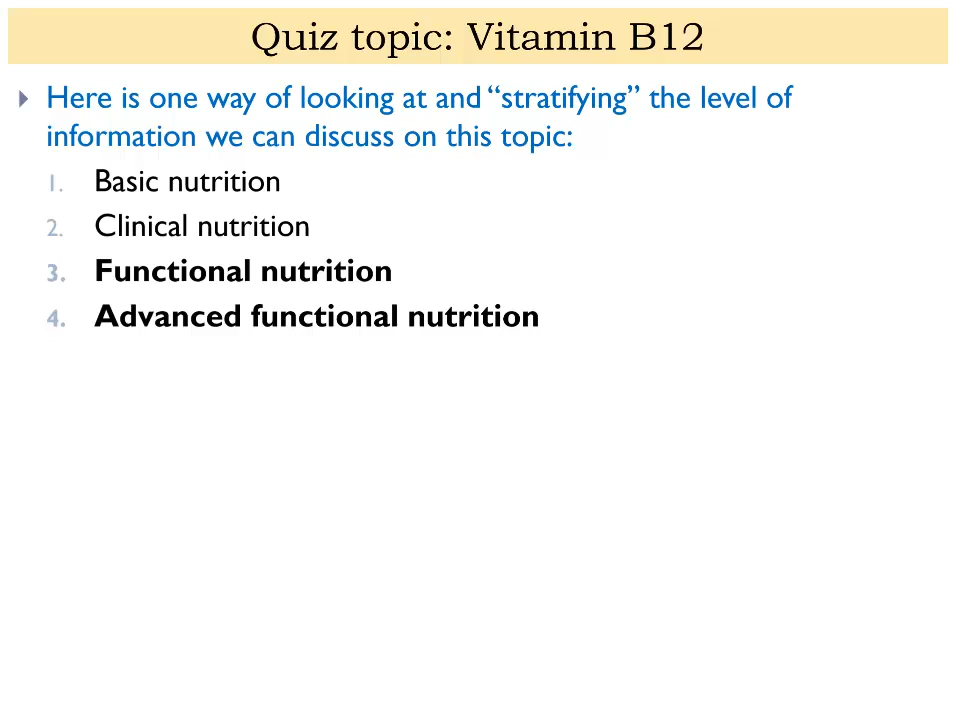 Quiz topic: Vitamin B12
Here is one way of looking at and “stratifying” the level of
information we can discuss on this topic:
1. Basic nutrition
2. Clinical nutrition
3. Functional nutrition
4. Advanced functional nutrition